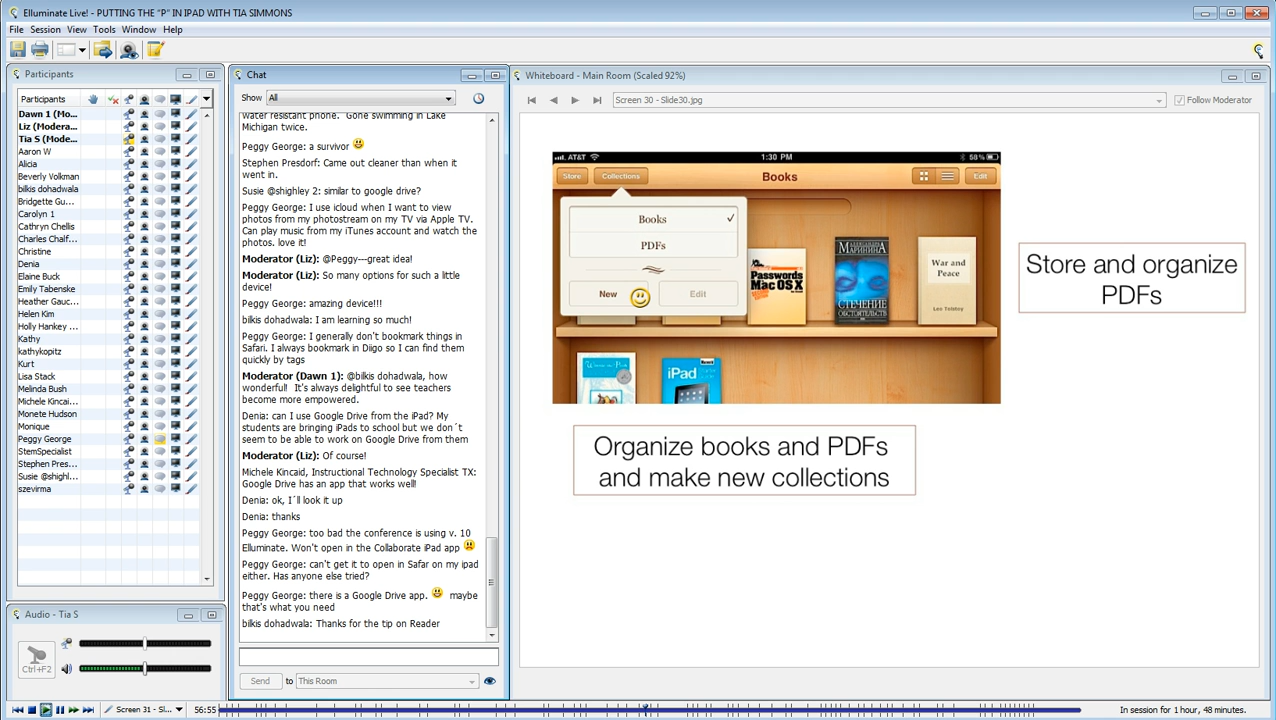 Elluminate Live! - PUTTING THE "P" IN IPAD WITH TIA SIMMONS
File Session View Tools Window Help
Participants
Participants
Dawn 1 (Mo...
Liz (Modera...
Tia S (Mode...
Aaron W
Alicia
Beverly Volkman
bilkis dohadwala
Bridgette Gu...
Carolyn 1
Cathryn Chellis
Charles Chalf...
Christine
Denia
Elaine Buck
Emily Taber
Heather Gauc...
Helen Kim
Holly Hankey ...
Kathy
kathykopitz
Kurt
Lisa Stack
Melinda Bush
Michele Kincai...
Monete Hudson
Monique
Peggy George
StemSpecialist
Stephen Pres...
Susie @shighl...
szevirma
Audio - Tia S
Ctrl+F2
Chat
Show All
water resistant phone. Gone swimming in Lake
Michigan twice.
Peggy George: a survivor
Stephen Presdorf: Came out cleaner than when it
went in.
Susie @shighley 2: similar to google drive?
Peggy George: I use icloud when I want to view
photos from my photostream on my TV via Apple TV.
Can play music from my iTunes account and watch the
photos. love it!
Moderator (Liz): @Peggy---great idea!
Moderator (Liz): So many options for such a little
device!
Peggy George: amazing device!!!
bilkis dohadwala: I am learning so much!
Peggy George: I generally don't bookmark things in
Safari. I always bookmark in Diigo so I can find them
quickly by tags
Moderator (Dawn 1): @bilkis dohadwala, how
wonderful! It's always delightful to see teachers
become more empowered.
Denia: can I use Google Drive from the iPad? My
students are bringing iPads to school but we don´t
seem to be able to work on Google Drive from them
Moderator (Liz): Of course!
Michele Kincaid, Instructional Technology Specialist TX:
Google Drive has an app that works well!
Denia: ok, I´ll look it up
Denia: thanks
Peggy George: too bad the conference is using v. 10
Elluminate. Won't open in the Collaborate iPad app
Peggy George: can't get it to open in Safar on my ipad
either. Has anyone else tried?
Peggy George: there is a Google Drive app. maybe
that's what you need
bilkis dohadwala: Thanks for the tip on Reader
Send to This Room
Whiteboard - Main Room (Scaled 92%)
Screen 30 - Slide30.jpg
Follow Moderator
AT&T 1:30 PM 58%
Store Collections Books Edit
Books
PDFs
New Edit
Passwords
Mac OS X
АЛЕКСАНДРА
МАРИНИНА
СТЕЧЕНИЕ
ОБСТОЯТЕЛЬСТВ
War and
Peace
Leo Tolstoy
iPad
Store and organize
PDFs
Organize books and PDFs
and make new collections
Screen 31 - Sl... 56:55
In session for 1 hour, 48 minutes.